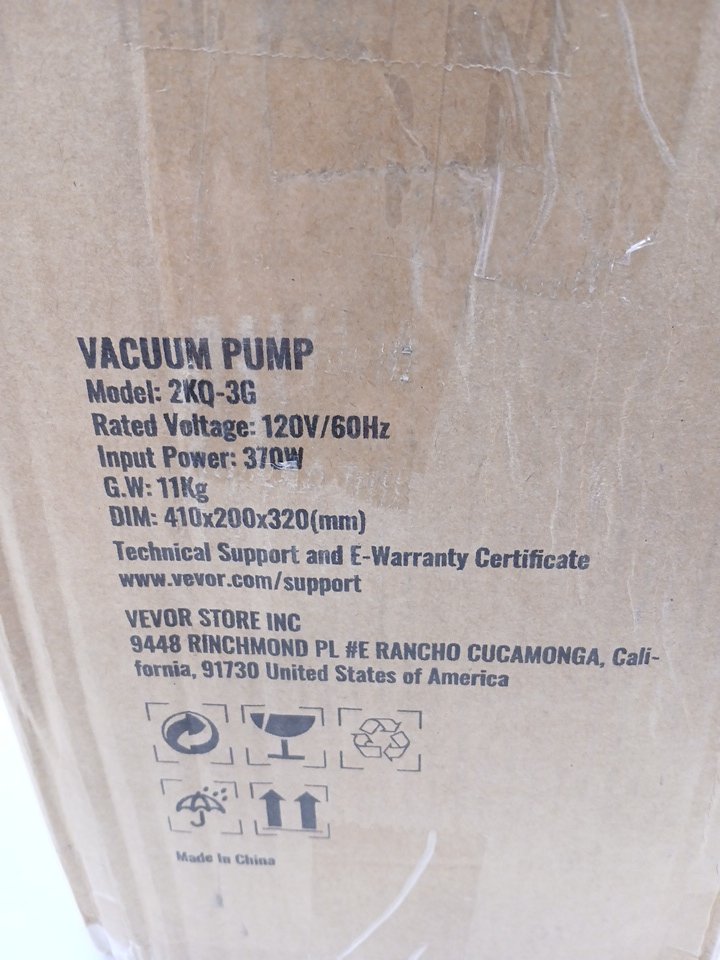 VACUUM PUMP
Model: 2KQ-3G
Rated Voltage: 120V/60Hz
Input Power: 370W
G.W: 11Kg
DIM: 410x200x320(mm)
Technical Support and E-Warranty Certificate
www.vevor.com/support
VEVOR STORE INC
9448 RINCHMOND PL #E RANCHO CUCAMONGA, Cali-
fornia, 91730 United States of America
Made In China